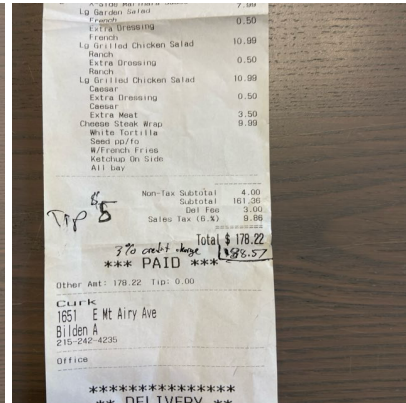 Lg Garden Salad 7.99
French
Extra Dressing 0.50
French
Lg Grilled Chicken Salad 10.99
Ranch
Extra Dressing 0.50
Ranch
Lg Grilled Chicken Salad 10.99
Caesar
Extra Dressing 0.50
Caesar
Extra Meat 3.50
Cheese Steak Wrap 9.99
White Tortilla
Seed pp/fo
W/French Fries
Ketchup On Side
All bay
Non-Tax Subtotal 4.00
Subtotal 161.36
Del Fee 3.00
Sales Tax (6.%) 9.86
Tip $8
Total $ 178.22
3% credit charge 188.57
*** PAID ***
Other Amt: 178.22 Tip: 0.00
Curk
1651 E Mt Airy Ave
Bilden A
215-242-4235
Office
***************
** DELIVERY **